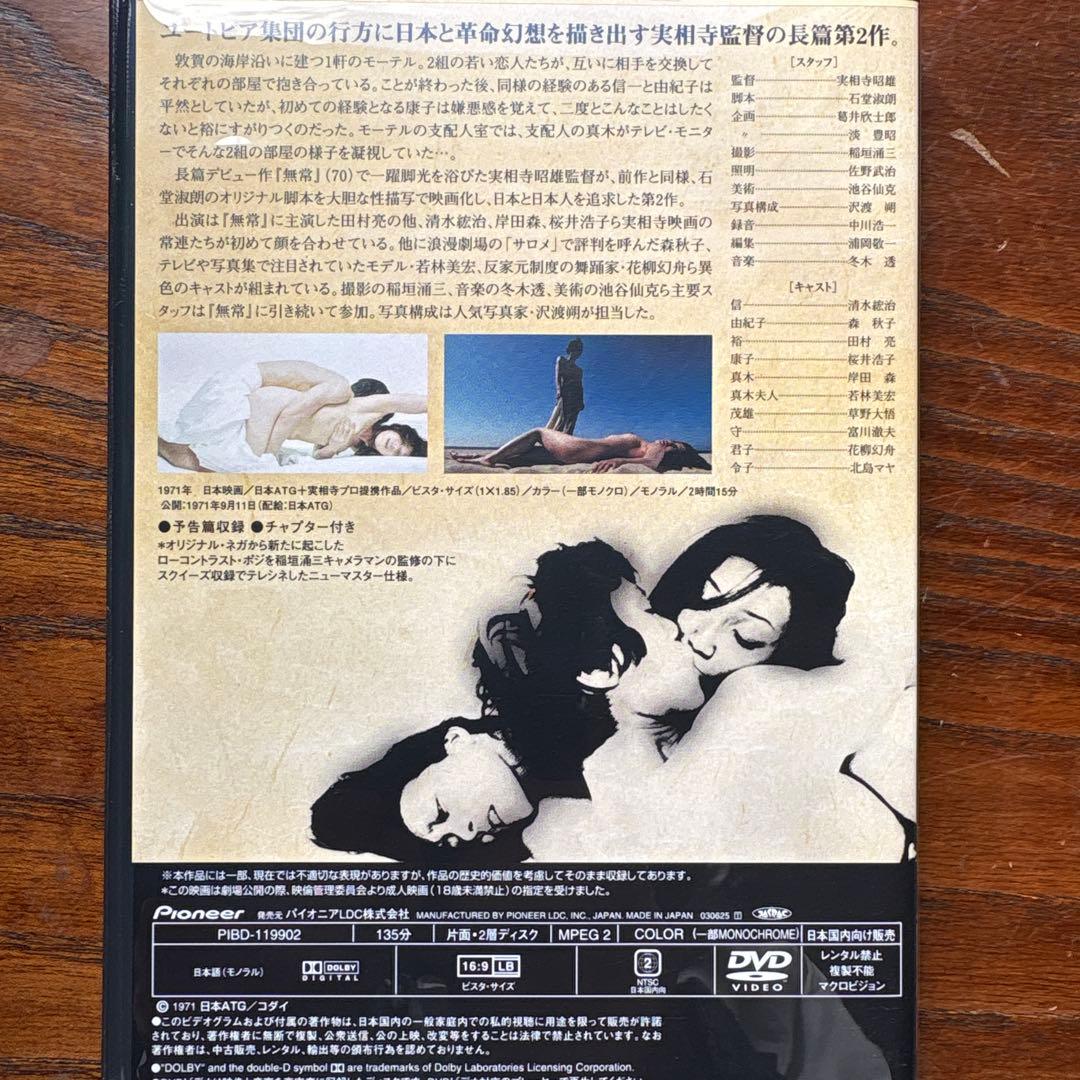 ユートピア集団の行方に日本と革命幻想を描き出す実相寺監督の長篇第2作。
敦賀の海岸沿いに建つ1軒のモーテル。2組の若い恋人たちが、互いに相手を交換して
それぞれの部屋で抱き合っている。ことが終わった後、同様の経験のある信一と由紀子は
平然としていたが、初めての経験となる康子は嫌悪感を覚えて、二度とこんなことはしたく
ないと裕にすがりつくのだった。モーテルの支配人室では、支配人の真木がテレビ・モニタ
ーでそんな2組の部屋の様子を凝視していた…。
長篇デビュー作『無常』(70)で一躍脚光を浴びた実相寺昭雄監督が、前作と同様、石
堂淑朗のオリジナル脚本を大胆な性描写で映画化し、日本と日本人を追求した第2作。
出演は『無常』に主演した田村亮の他、清水綋治、岸田森、桜井浩子ら実相寺映画の
常連たちが初めて顔を合わせている。他に浪漫劇場の「サロメ」で評判を呼んだ森秋子、
テレビや写真集で注目されていたモデル・若林美宏、反家元制度の舞踊家・花柳幻舟ら異
色のキャストが組まれている。撮影の稲垣涌三、音楽の冬木透、美術の池谷仙克ら主要ス
タッフは『無常』に引き続いて参加。写真構成は人気写真家・沢渡朔が担当した。
[スタッフ]
監督 実相寺昭雄
脚本 石堂淑朗
企画 葛井欣士郎
〃 淡 豊昭
撮影 稲垣涌三
照明 佐野武治
美術 池谷仙克
写真構成 沢渡 朔
録音 中川浩一
編集 浦岡敬一
音楽 冬木 透
[キャスト]
信一 清水綋治
由紀子 森 秋子
裕 田村 亮
康子 桜井浩子
真木 岸田 森
真木夫人 若林美宏
茂雄 草野大悟
守 富川澈夫
君子 花柳幻舟
令子 北島マヤ
1971年 日本映画/日本ATG+実相寺プロ提携作品/ビスタ・サイズ(1×1.85)/カラー(一部モノクロ)/モノラル/2時間15分
公開:1971年9月11日(配給:日本ATG)
●予告篇収録 ●チャプター付き
*オリジナル・ネガから新たに起こした
ローコントラスト・ポジを稲垣涌三キャメラマンの監修の下に
スクイーズ収録でテレシネしたニューマスター仕様。
※本作品には一部、現在では不適切な表現がありますが、作品の歴史的価値を考慮してそのまま収録しております。
*この映画は劇場公開の際、映倫管理委員会より成人映画(18歳未満禁止)の指定を受けました。
Pioneer 発売元 パイオニアLDC株式会社 MANUFACTURED BY PIONEER LDC, INC., JAPAN. MADE IN JAPAN 030625
PIBD-119902 135分 片面・2層ディスク MPEG 2 COLOR (一部MONOCHROME) 日本国内向け販売
日本語(モノラル) DOLBY DIGITAL
16:9 LB
ビスタ・サイズ
2
NTSC
日本国内向
DVD
VIDEO
レンタル禁止
複製不能
マクロビジョン
© 1971 日本ATG/コダイ
●このビデオグラムおよび付属の著作物は、日本国内の一般家庭内での私的視聴に用途を限って販売が許諾
されており、著作権者に無断で複製、公衆送信、公の上映、改変等をすることは法律で禁止されています。なお
著作権者は、中古販売、レンタル、輸出等の頒布行為を認めておりません。
●"DOLBY" and the double-D symbol are trademarks of Dolby Laboratories Licensing Corporation.